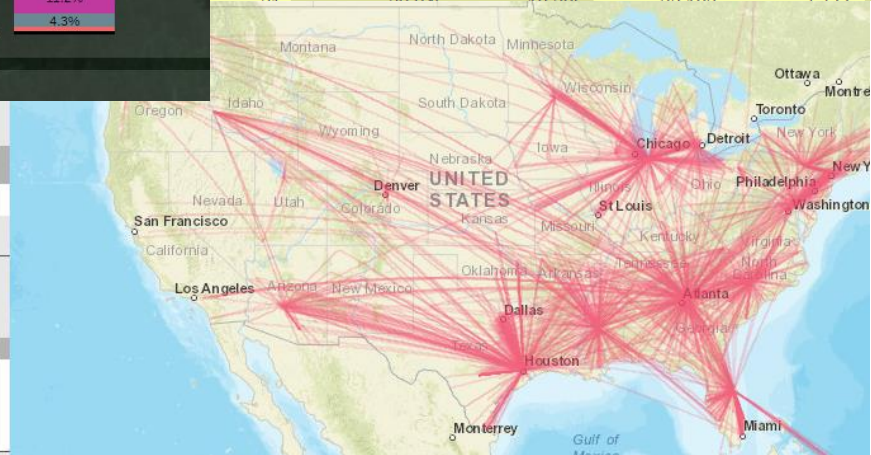 4.3%
Montana
North Dakota
Minnesota
Ottawa
Montre
Wisconsin
Oregon
Idaho
South Dakota
Toronto
Wyoming
New York
Chicago
Detroit
Iowa
Nebraska
New Y
Denver
UNITED
STATES
Illinois
Ohio
Philadelphia
Nevada
Utah
Colorado
Kansas
St Louis
Washington
San Francisco
Missouri
Kentucky
Virginia
California
Oklahoma
Arkansas
Tennessee
North
Carolina
Los Angeles
Arizona
New Mexico
Atlanta
Dallas
Georgia
Texas
Houston
Monterrey
Miami
Gulf of